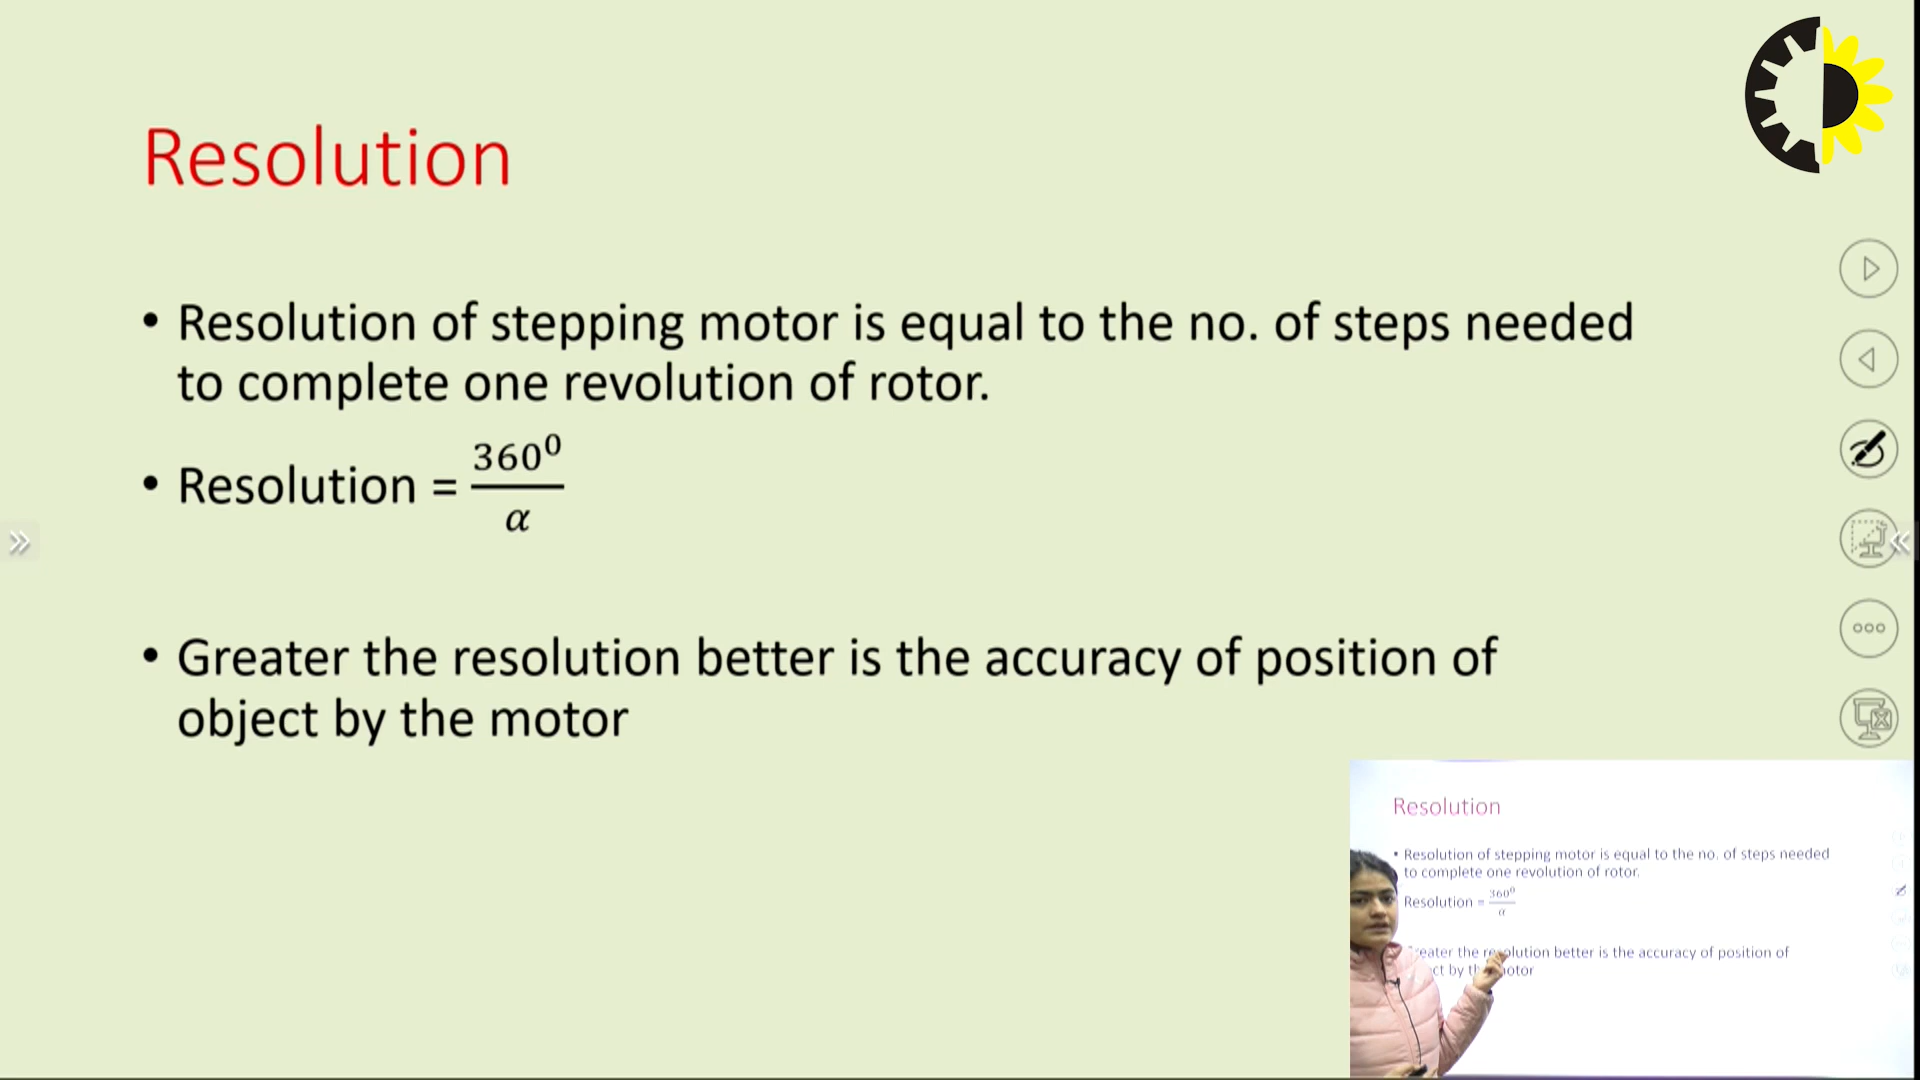 Resolution
• Resolution of stepping motor is equal to the no. of steps needed
to complete one revolution of rotor.
• Resolution = 360⁰/α
• Greater the resolution better is the accuracy of position of
object by the motor
Resolution
• Resolution of stepping motor is equal to the no. of steps needed
to complete one revolution of rotor.
Resolution = 360⁰/α
eater the resolution better is the accuracy of position of
ct by th otor